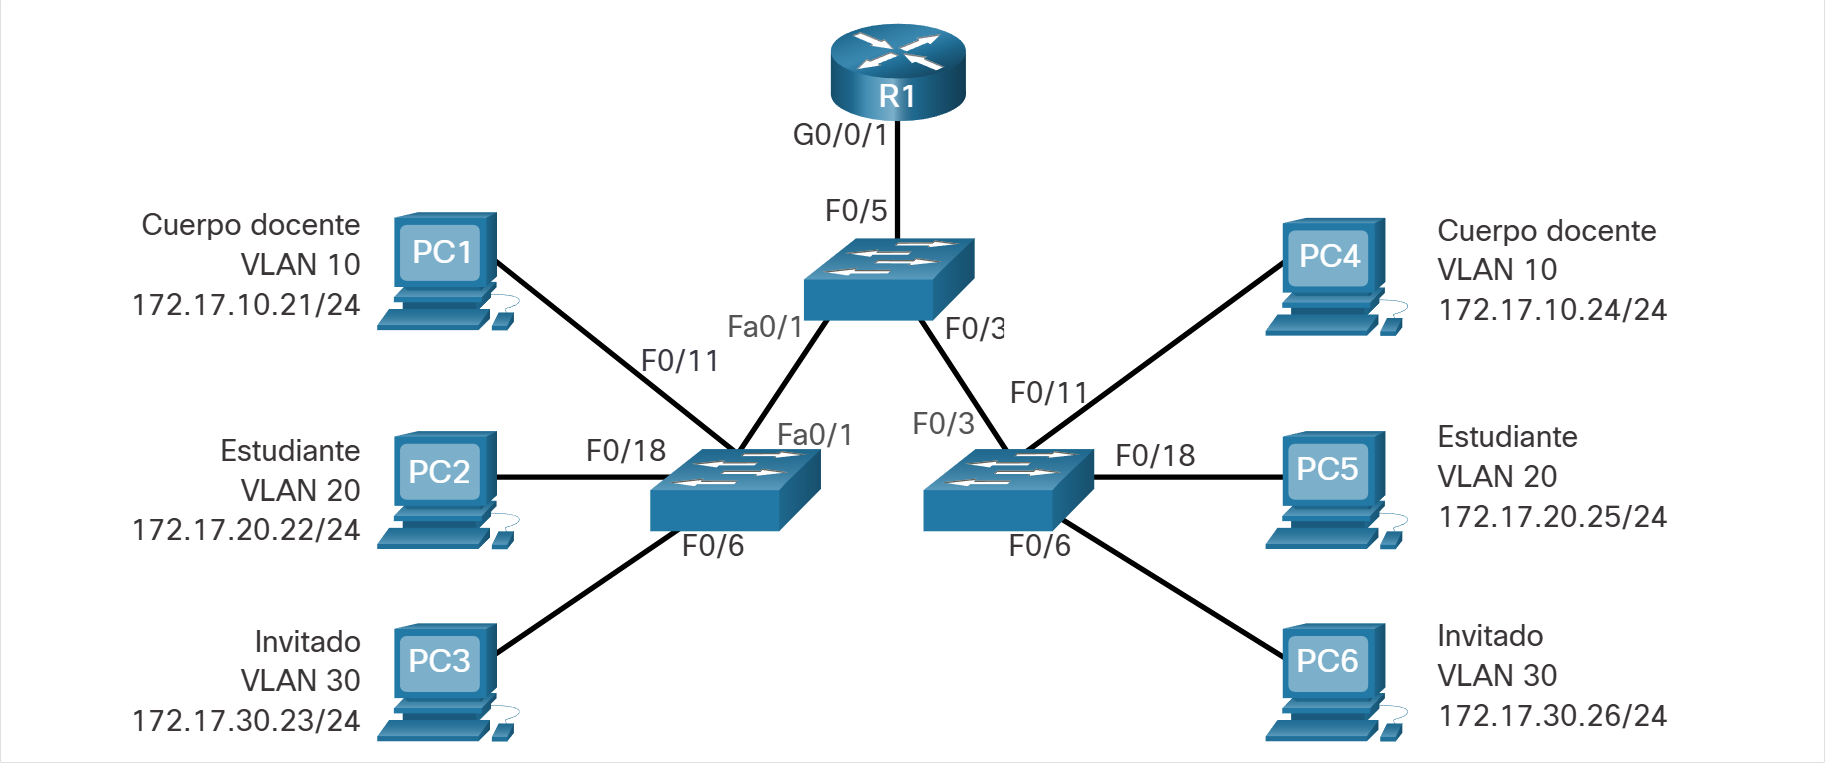 R1
G0/0/1
F0/5
Cuerpo docente
VLAN 10
172.17.10.21/24
PC1
PC4
Cuerpo docente
VLAN 10
172.17.10.24/24
Fa0/1
F0/3
F0/11
F0/11
Fa0/1
F0/3
Estudiante
VLAN 20
172.17.20.22/24
PC2
F0/18
F0/18
PC5
Estudiante
VLAN 20
172.17.20.25/24
F0/6
F0/6
Invitado
VLAN 30
172.17.30.23/24
PC3
PC6
Invitado
VLAN 30
172.17.30.26/24